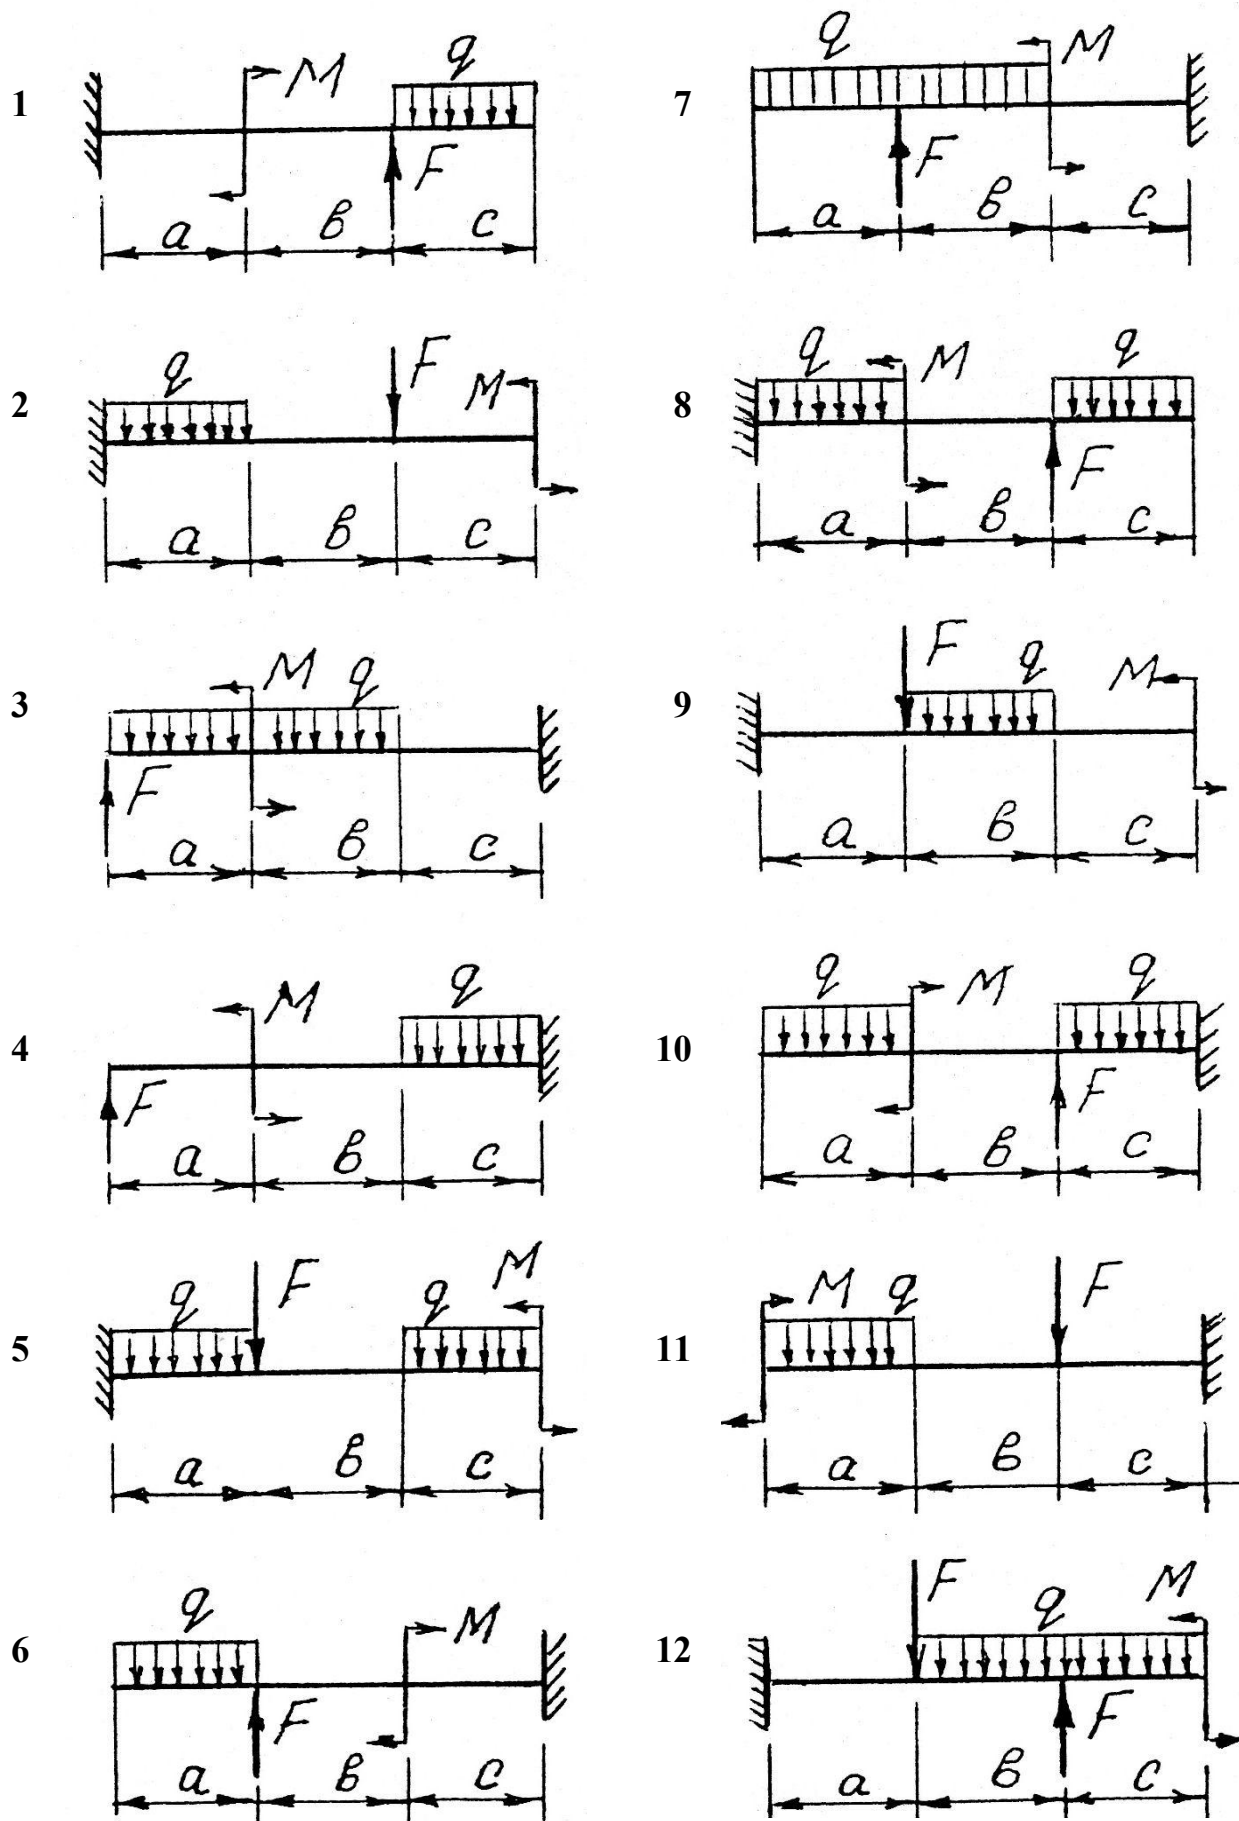 1 M q F a в c
7 q M F a в c
2 q F M a в c
8 q M q F a в c
3 M q F a в c
9 F q M a в c
4 M q F a в c
10 q M q F a в c
5 q F q M a в c
11 M q F a в c
6 q M F a в c
12 F q M F a в c